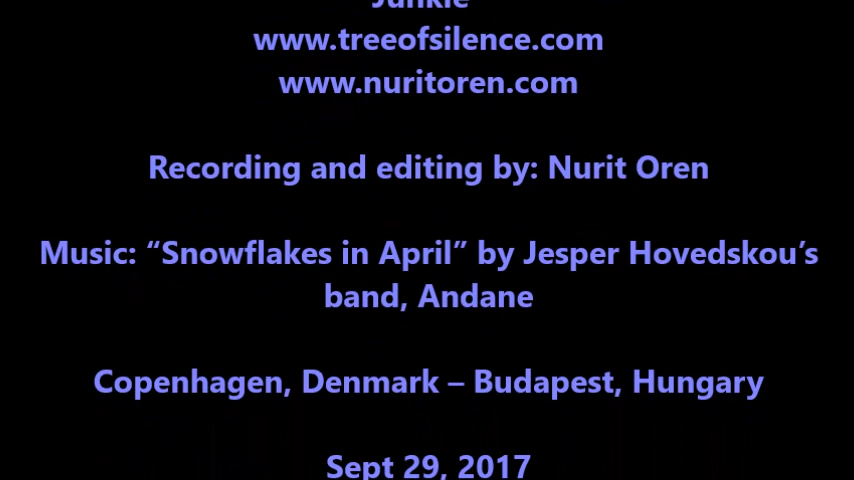 Junkie
www.treeofsilence.com
www.nuritoren.com
Recording and editing by: Nurit Oren
Music: “Snowflakes in April” by Jesper Hovedskou’s
band, Andane
Copenhagen, Denmark – Budapest, Hungary
Sept 29, 2017